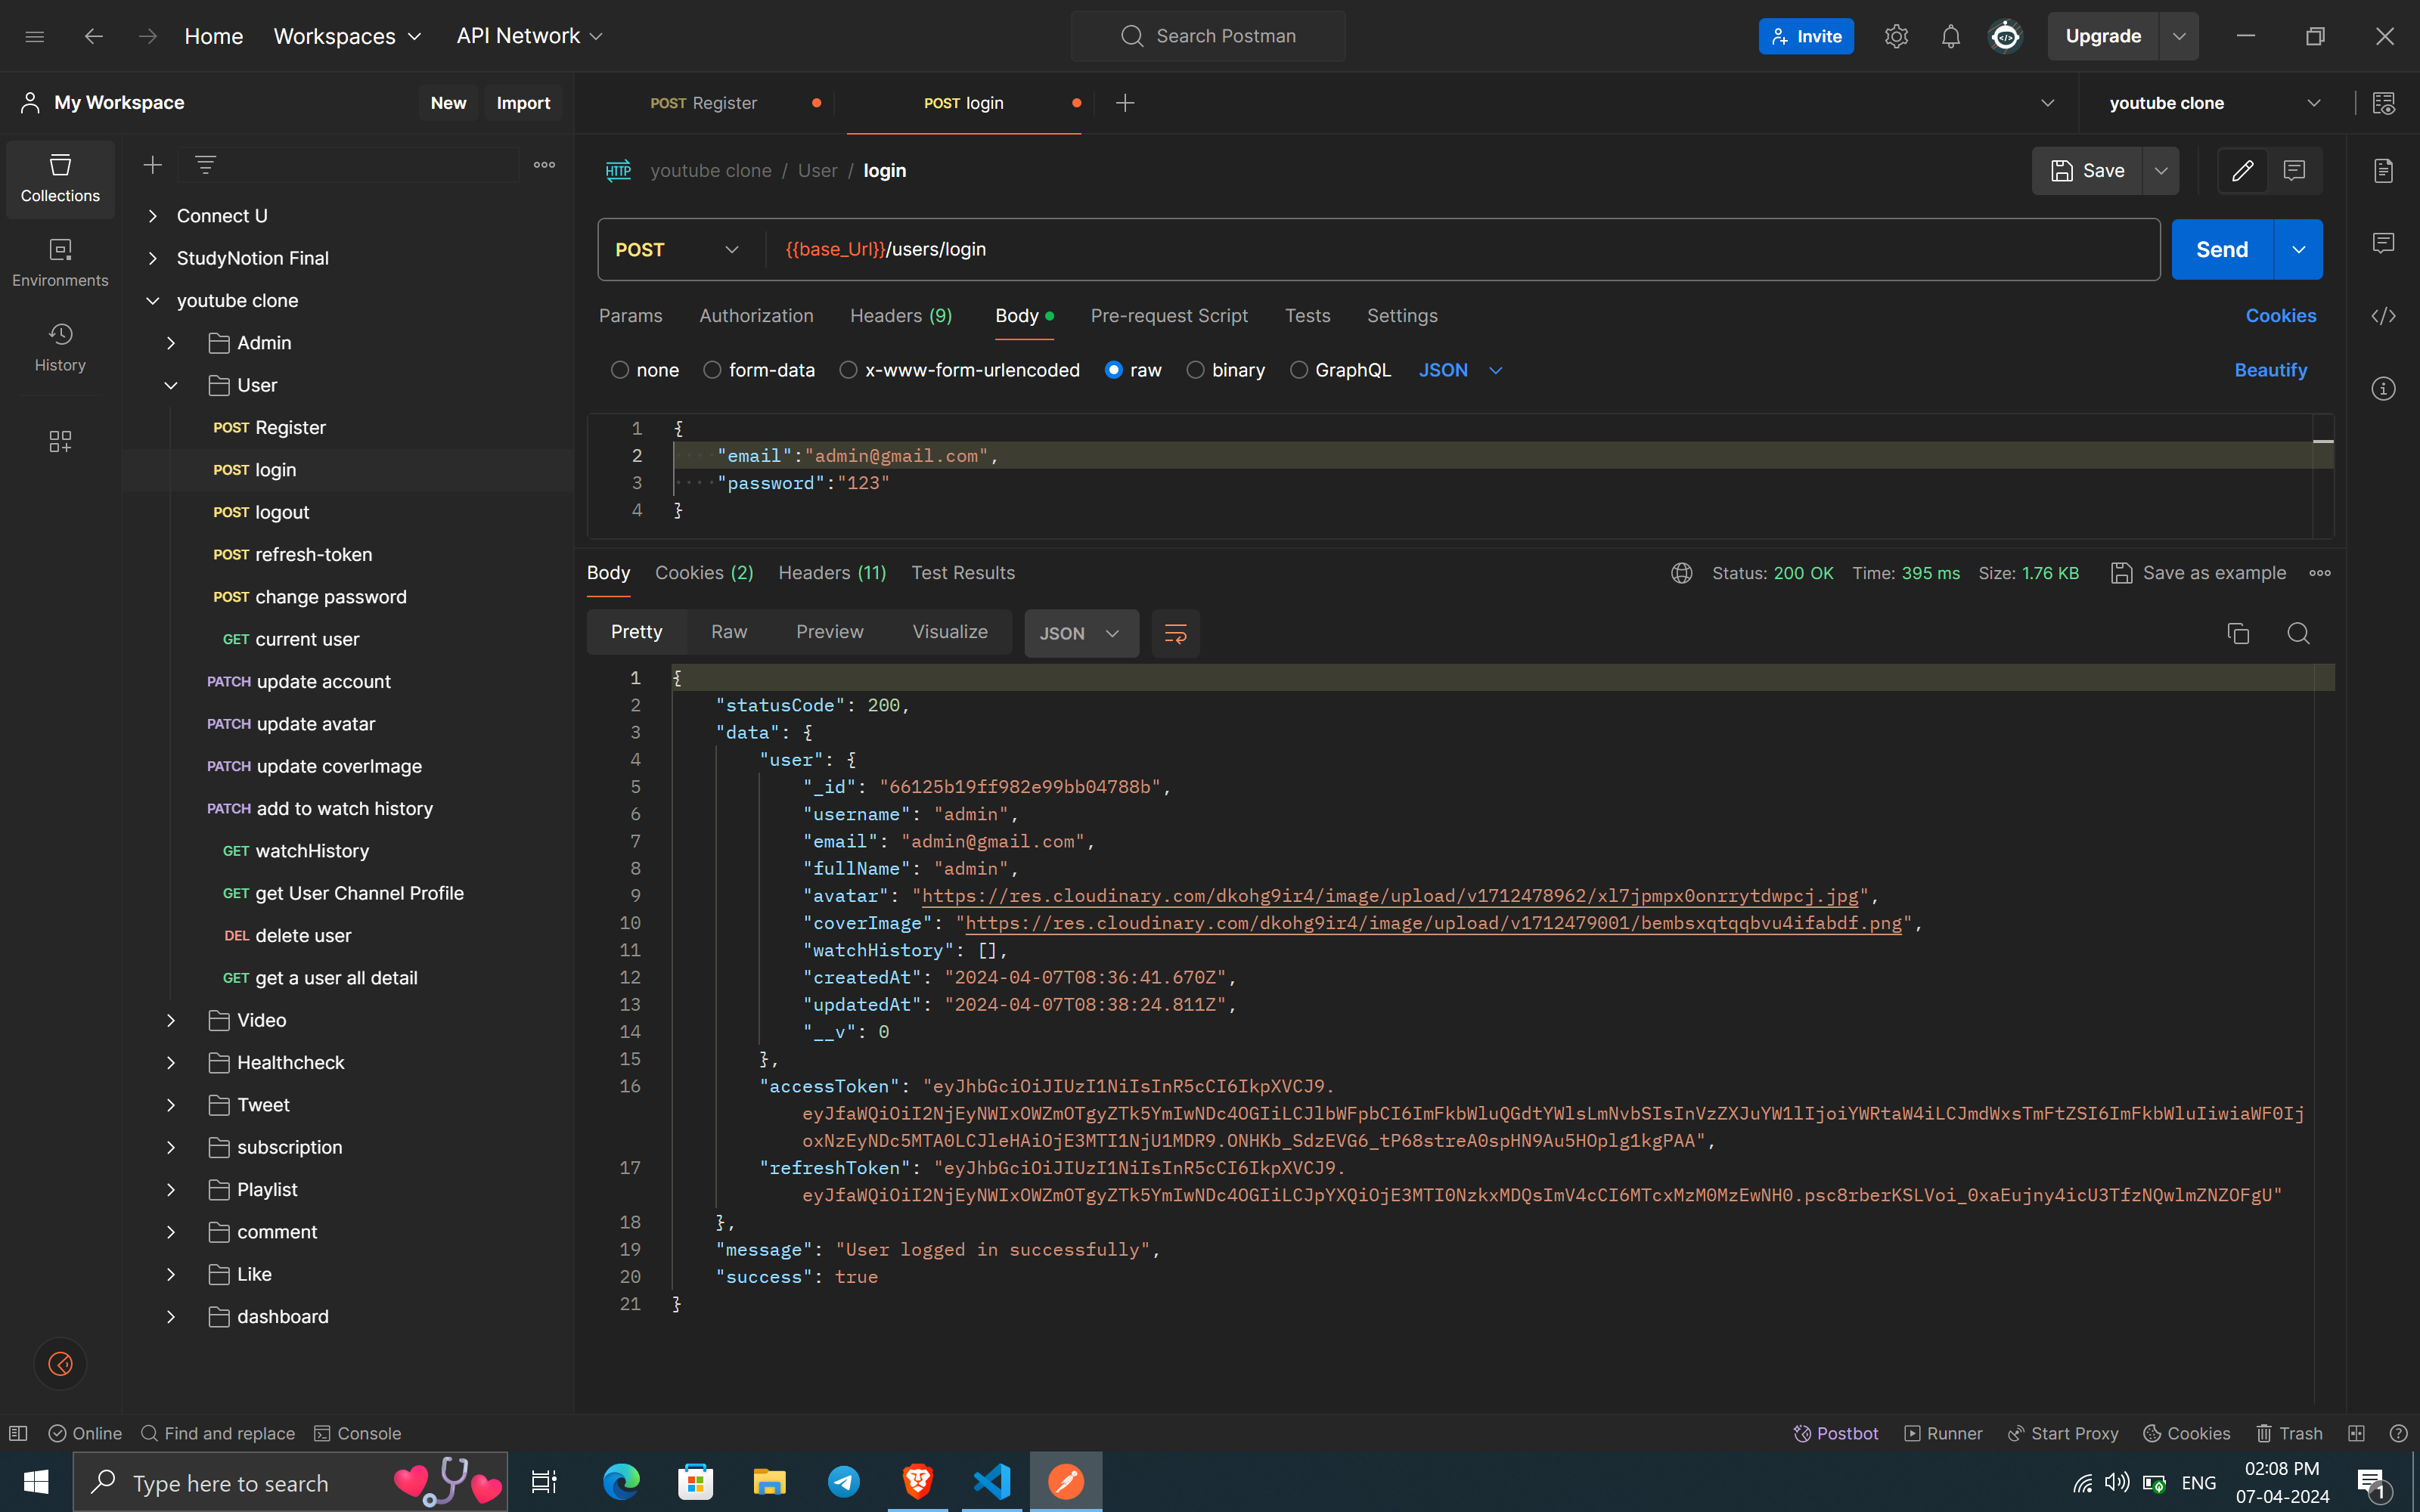 Home
Workspaces
API Network
Search Postman
Invite
Upgrade
My Workspace
New
Import
POST Register
POST login
youtube clone
Collections
Environments
History
Connect U
StudyNotion Final
youtube clone
Admin
User
POST Register
POST login
POST logout
POST refresh-token
POST change password
GET current user
PATCH update account
PATCH update avatar
PATCH update coverImage
PATCH add to watch history
GET watchHistory
GET get User Channel Profile
DEL delete user
GET get a user all detail
Video
Healthcheck
Tweet
subscription
Playlist
comment
Like
dashboard
HTTP youtube clone / User / login
Save
POST
{{base_Url}}/users/login
Send
Params Authorization Headers (9) Body Pre-request Script Tests Settings Cookies
none form-data x-www-form-urlencoded raw binary GraphQL JSON Beautify
1 {
2 "email":"admin@gmail.com",
3 "password":"123"
4 }
Body Cookies (2) Headers (11) Test Results Status: 200 OK Time: 395 ms Size: 1.76 KB Save as example
Pretty Raw Preview Visualize JSON
1 {
2 "statusCode": 200,
3 "data": {
4 "user": {
5 "_id": "66125b19ff982e99bb04788b",
6 "username": "admin",
7 "email": "admin@gmail.com",
8 "fullName": "admin",
9 "avatar": "https://res.cloudinary.com/dkohg9ir4/image/upload/v1712478962/xl7jpmpx0onrrytdwpcj.jpg",
10 "coverImage": "https://res.cloudinary.com/dkohg9ir4/image/upload/v1712479001/bembsxqtqqbvu4ifabdf.png",
11 "watchHistory": [],
12 "createdAt": "2024-04-07T08:36:41.670Z",
13 "updatedAt": "2024-04-07T08:38:24.811Z",
14 "__v": 0
15 },
16 "accessToken": "eyJhbGciOiJIUzI1NiIsInR5cCI6IkpXVCJ9.
eyJfaWQiOiI2NjEyNWIxOWZmOTgyZTk5YmIwNDc4OGIiLCJlbWFpbCI6ImFkbWluQGdtYWlsLmNvbSIsInVzZXJuYW1lIjoiYWRtaW4iLCJmdWxsTmFtZSI6ImFkbWluIiwiaWF0Ij
oxNzEyNDc5MTA0LCJleHAiOjE3MTI1NjU1MDR9.ONHKb_SdzEVG6_tP68streA0spHN9Au5HOplg1kgPAA",
17 "refreshToken": "eyJhbGciOiJIUzI1NiIsInR5cCI6IkpXVCJ9.
eyJfaWQiOiI2NjEyNWIxOWZmOTgyZTk5YmIwNDc4OGIiLCJpYXQiOjE3MTI0NzkxMDQsImV4cCI6MTcxMzM0MzEwNH0.psc8rberKSLVoi_0xaEujny4icU3TfzNQwlmZNZOFgU"
18 },
19 "message": "User logged in successfully",
20 "success": true
21 }
Online Find and replace Console Postbot Runner Start Proxy Cookies Trash
Type here to search
ENG
02:08 PM
07-04-2024
1